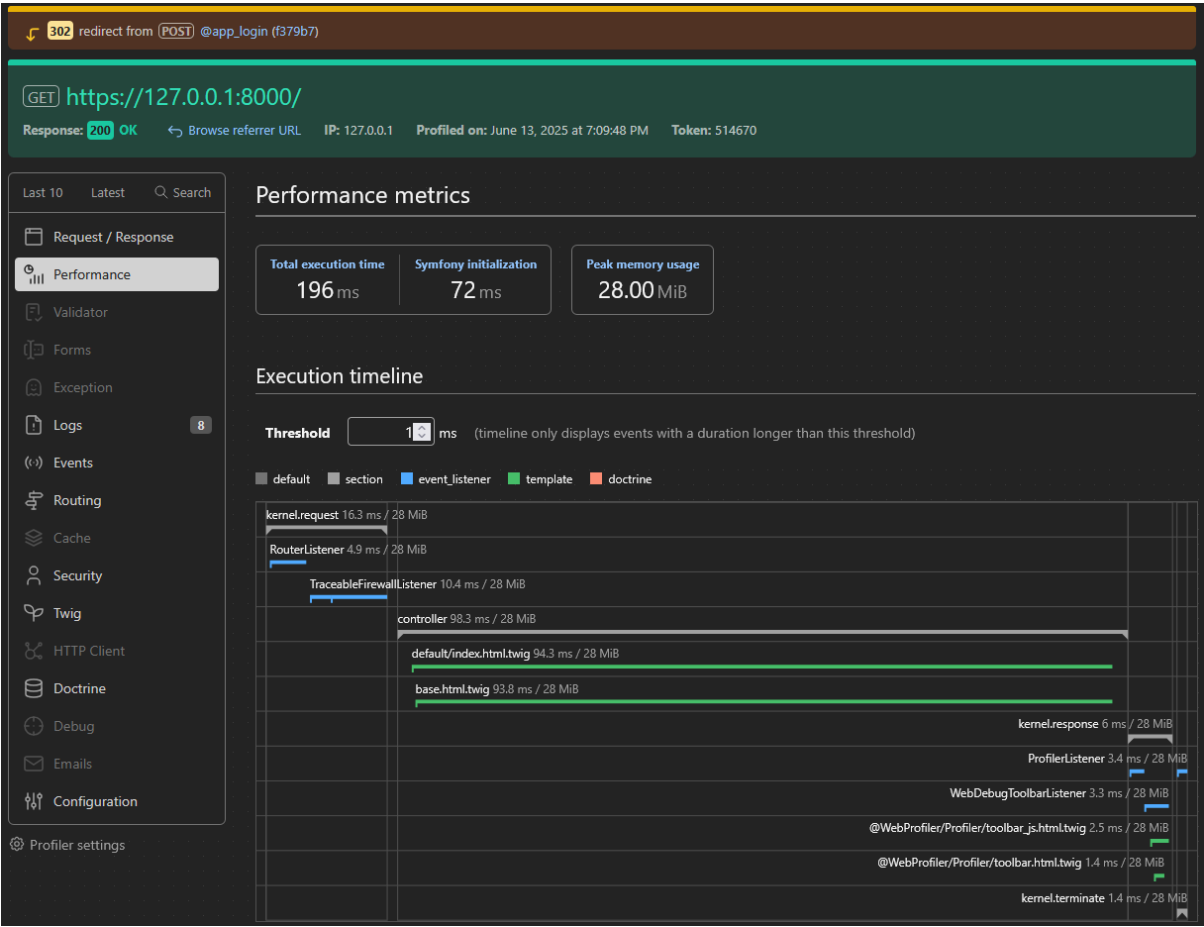 302 redirect from POST @app_login (f379b7)
GET https://127.0.0.1:8000/
Response: 200 OK Browse referrer URL IP: 127.0.0.1 Profiled on: June 13, 2025 at 7:09:48 PM Token: 514670
Last 10 Latest Search
Request / Response
Performance
Validator
Forms
Exception
Logs 8
Events
Routing
Cache
Security
Twig
HTTP Client
Doctrine
Debug
Emails
Configuration
Profiler settings
Performance metrics
Total execution time Symfony initialization Peak memory usage
196 ms 72 ms 28.00 MiB
Execution timeline
Threshold 1 ms (timeline only displays events with a duration longer than this threshold)
default section event_listener template doctrine
kernel.request 16.3 ms / 28 MiB
RouterListener 4.9 ms / 28 MiB
TraceableFirewallListener 10.4 ms / 28 MiB
controller 98.3 ms / 28 MiB
default/index.html.twig 94.3 ms / 28 MiB
base.html.twig 93.8 ms / 28 MiB
kernel.response 6 ms / 28 MiB
ProfilerListener 3.4 ms / 28 MiB
WebDebugToolbarListener 3.3 ms / 28 MiB
@WebProfiler/Profiler/toolbar_js.html.twig 2.5 ms / 28 MiB
@WebProfiler/Profiler/toolbar.html.twig 1.4 ms / 28 MiB
kernel.terminate 1.4 ms / 28 MiB